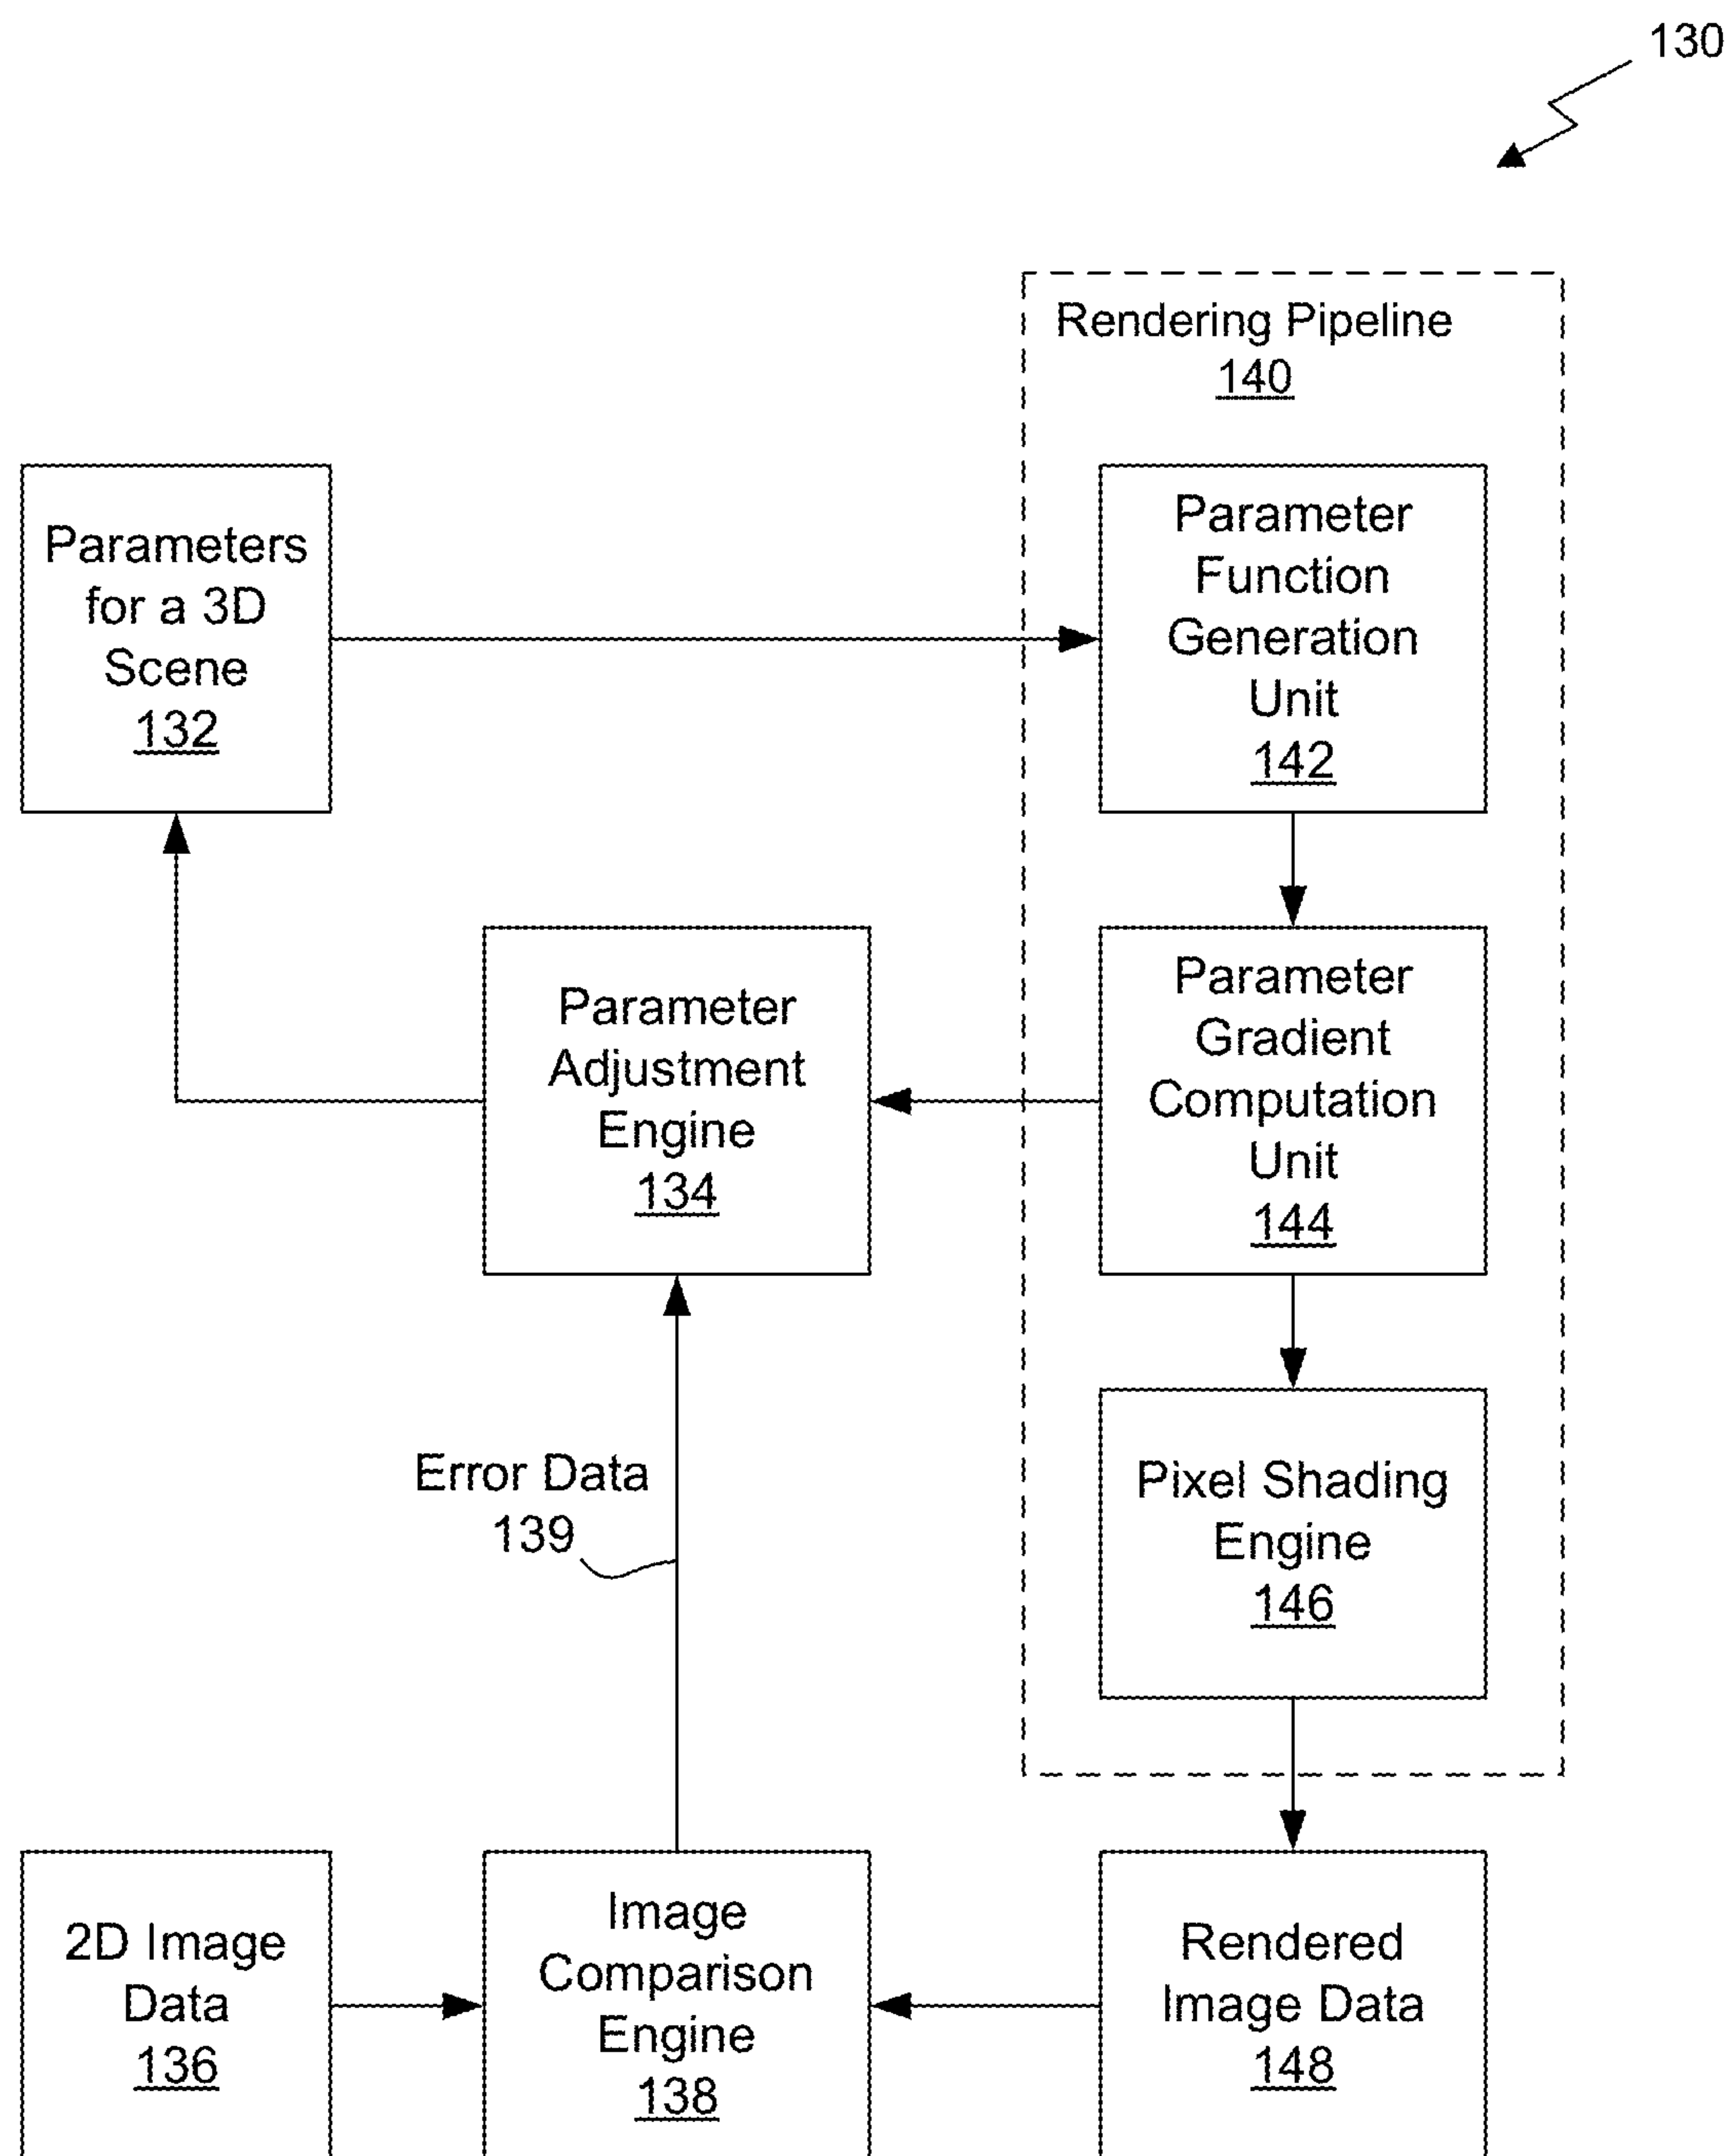 130
Rendering Pipeline
140
Parameters
for a 3D
Scene
132
Parameter
Function
Generation
Unit
142
Parameter
Adjustment
Engine
134
Parameter
Gradient
Computation
Unit
144
Error Data
139
Pixel Shading
Engine
146
2D Image
Data
136
Image
Comparison
Engine
138
Rendered
Image Data
148